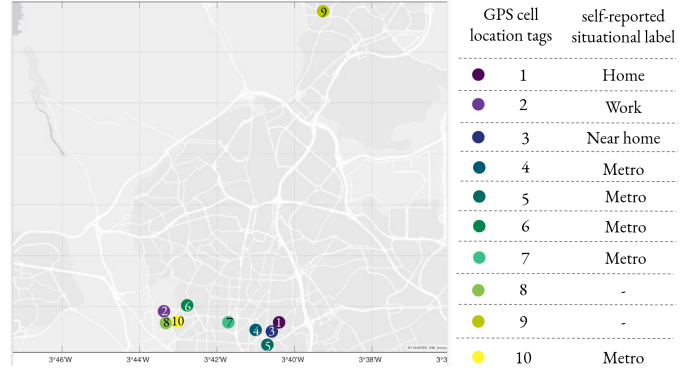 GPS cell
location tags
self-reported
situational label
1 Home
2 Work
3 Near home
4 Metro
5 Metro
6 Metro
7 Metro
8 -
9 -
10 Metro
9
6
2
8
10
7
4
3
1
5
3°46'W 3°44'W 3°42'W 3°40'W 3°38'W 3°3